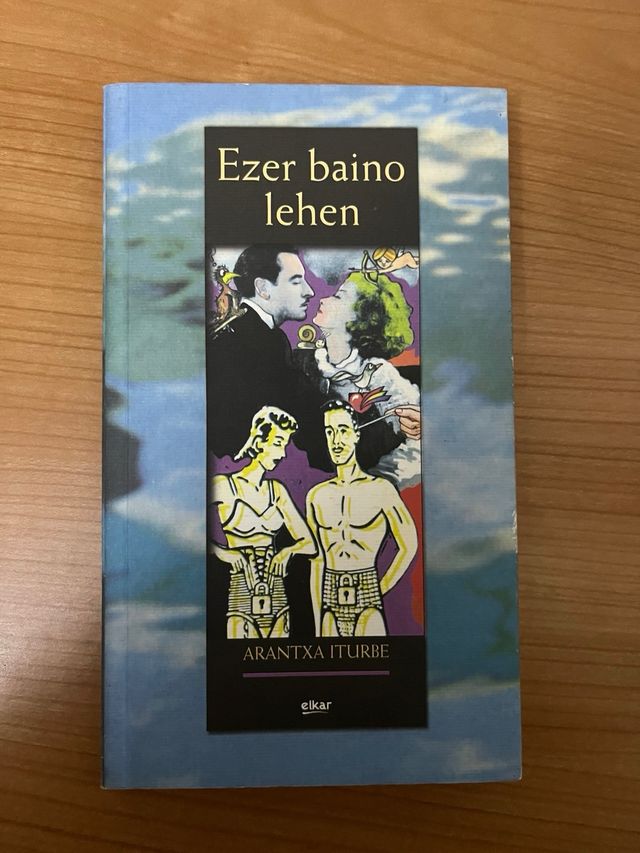 Ezer baino
lehen
ARANTXA ITURBE
elkar